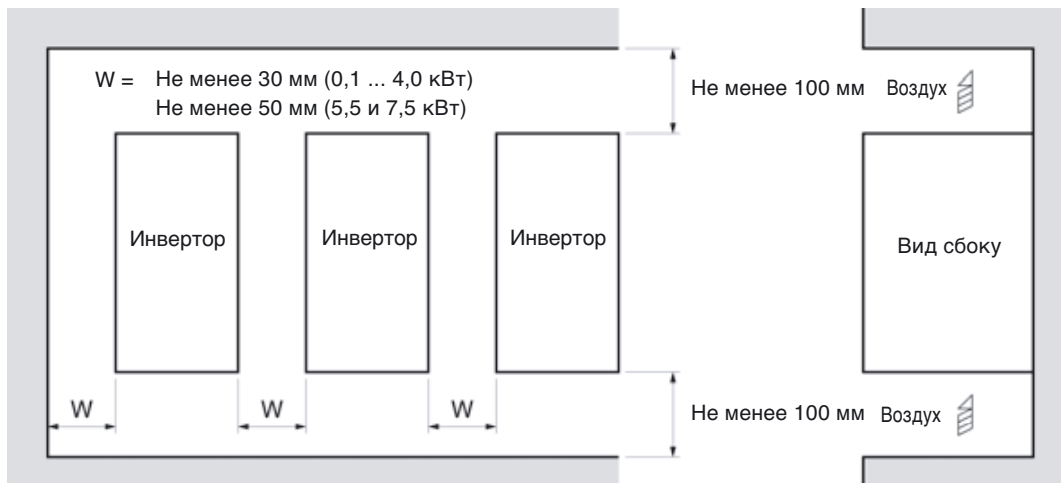 W = Не менее 30 мм (0,1 ... 4,0 кВт)
Не менее 50 мм (5,5 и 7,5 кВт)
Не менее 100 мм Воздух
Инвертор Инвертор Инвертор
Вид сбоку
W W W
Не менее 100 мм Воздух